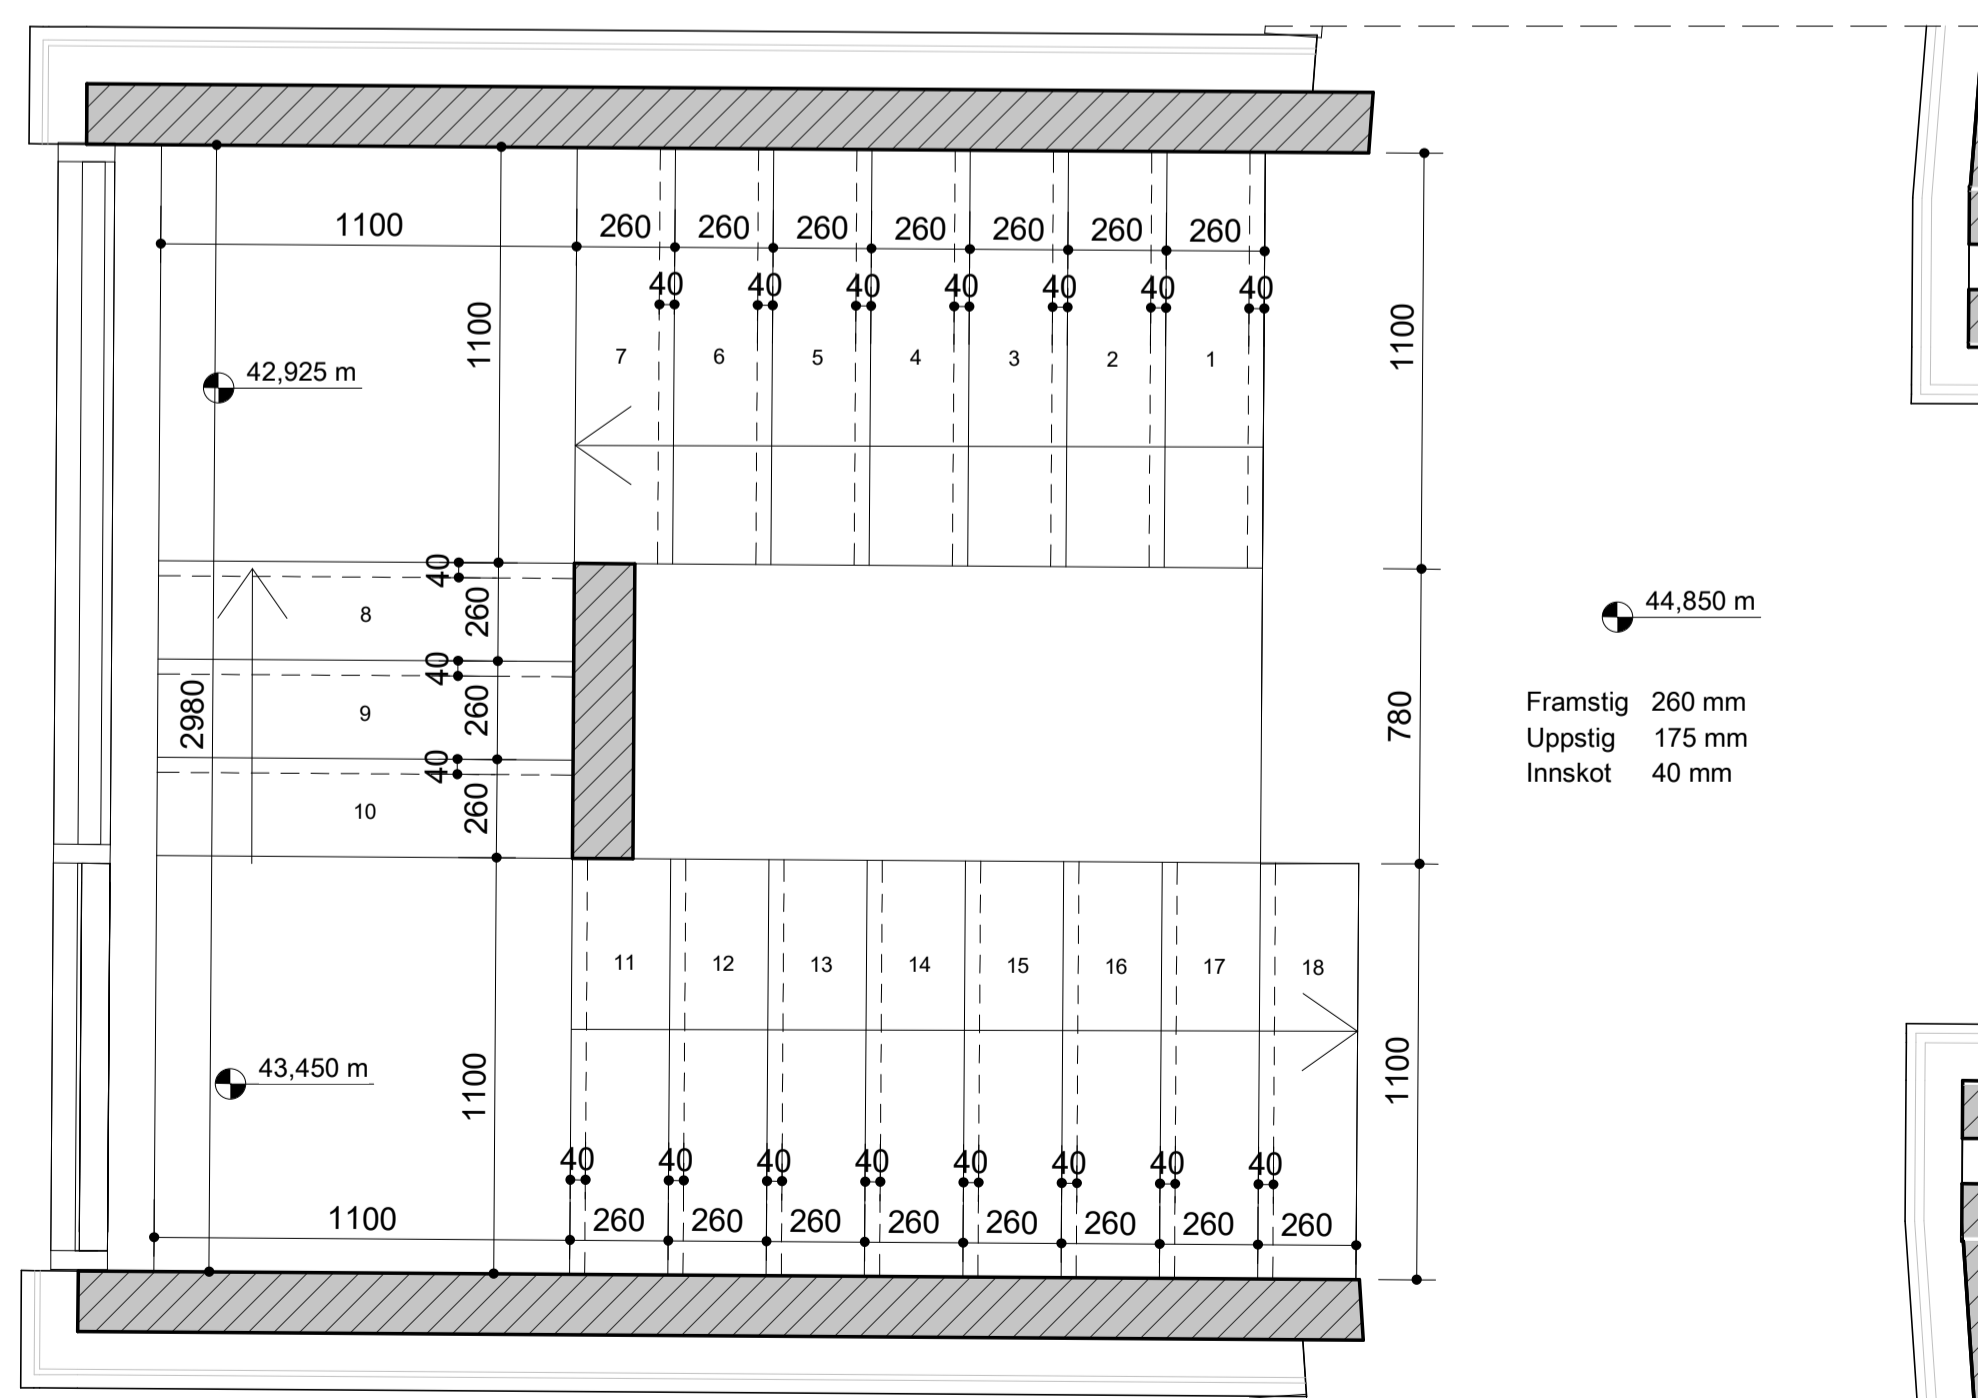 1100 260 260 260 260 260 260 260
40 40 40 40 40 40 40
1100
1100
7 6 5 4 3 2 1
42,925 m
40
260
8
40
260
9
40
260
10
2980
780
44,850 m
Framstig 260 mm
Uppstig 175 mm
Innskot 40 mm
11 12 13 14 15 16 17 18
43,450 m
1100
1100
40 40 40 40 40 40 40 40
1100 260 260 260 260 260 260 260 260